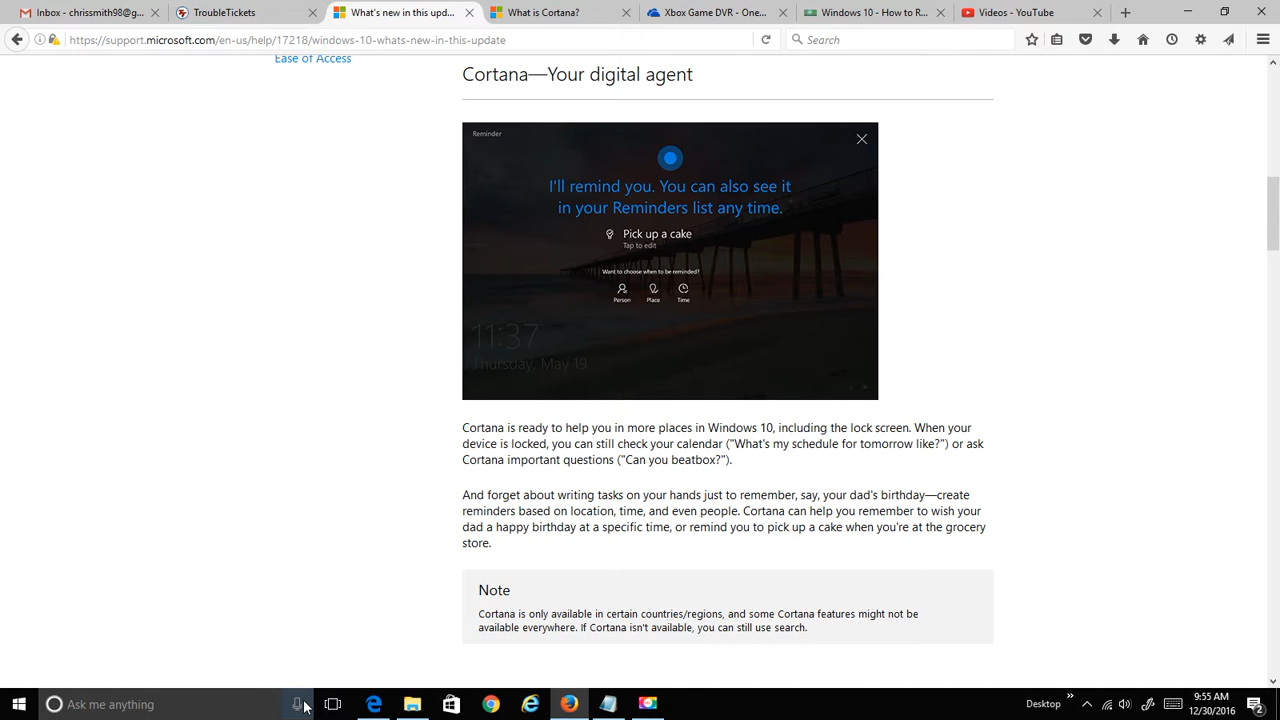 Inbox - chrissmith98@g...
TroubleTickets
What's new in this upd...
What is Cortana?
Xbox Game DVR - One...
Windows 10 - How to R...
Videos - YouTube
https://support.microsoft.com/en-us/help/17218/windows-10-whats-new-in-this-update
Search
Ease of Access
Cortana—Your digital agent
Reminder
I'll remind you. You can also see it
in your Reminders list any time.
Pick up a cake
Tap to edit
Want to choose when to be reminded?
Person Place Time
11:37
Thursday, May 19
Cortana is ready to help you in more places in Windows 10, including the lock screen. When your
device is locked, you can still check your calendar ("What's my schedule for tomorrow like?") or ask
Cortana important questions ("Can you beatbox?").
And forget about writing tasks on your hands just to remember, say, your dad's birthday—create
reminders based on location, time, and even people. Cortana can help you remember to wish your
dad a happy birthday at a specific time, or remind you to pick up a cake when you're at the grocery
store.
Note
Cortana is only available in certain countries/regions, and some Cortana features might not be
available everywhere. If Cortana isn't available, you can still use search.
Ask me anything
Desktop
9:55 AM
12/30/2016
2